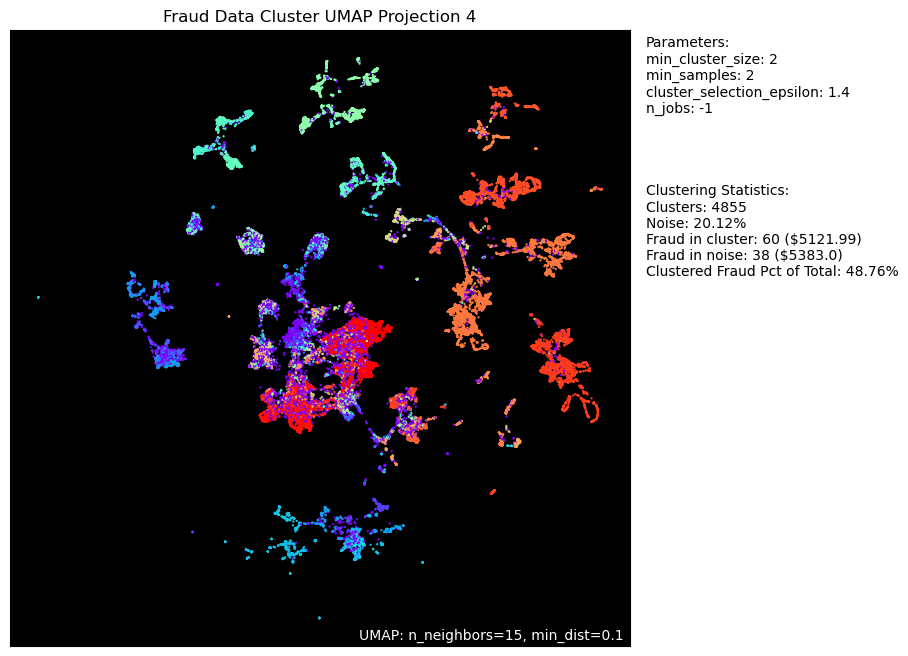 Fraud Data Cluster UMAP Projection 4
Parameters:
min_cluster_size: 2
min_samples: 2
cluster_selection_epsilon: 1.4
n_jobs: -1
Clustering Statistics:
Clusters: 4855
Noise: 20.12%
Fraud in cluster: 60 ($5121.99)
Fraud in noise: 38 ($5383.0)
Clustered Fraud Pct of Total: 48.76%
UMAP: n_neighbors=15, min_dist=0.1